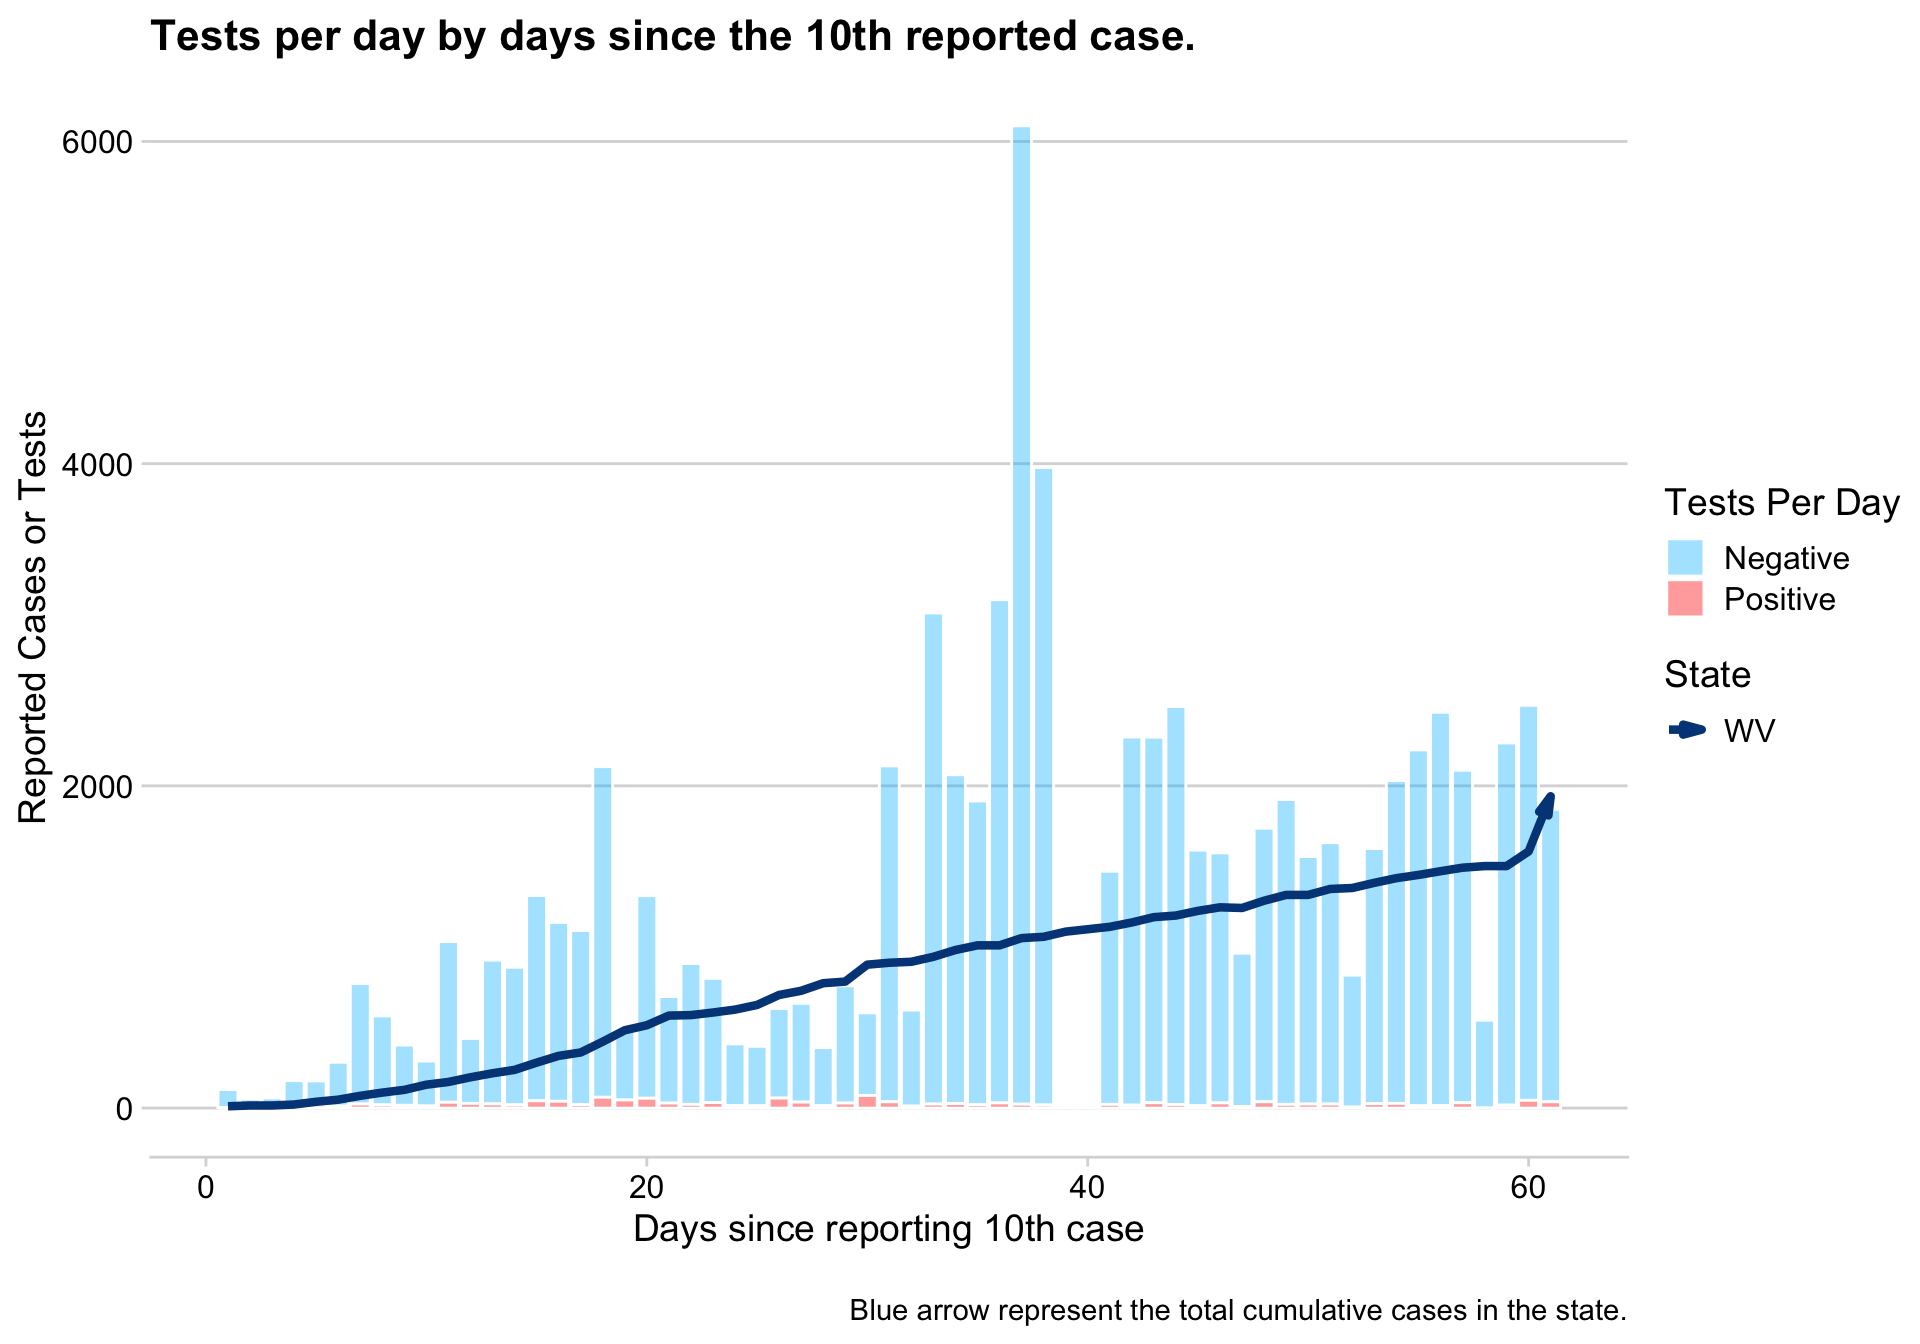 Tests per day by days since the 10th reported case.
6000
4000
2000
0
Reported Cases or Tests
0 20 40 60
Days since reporting 10th case
Tests Per Day
Negative
Positive
State
WV
Blue arrow represent the total cumulative cases in the state.